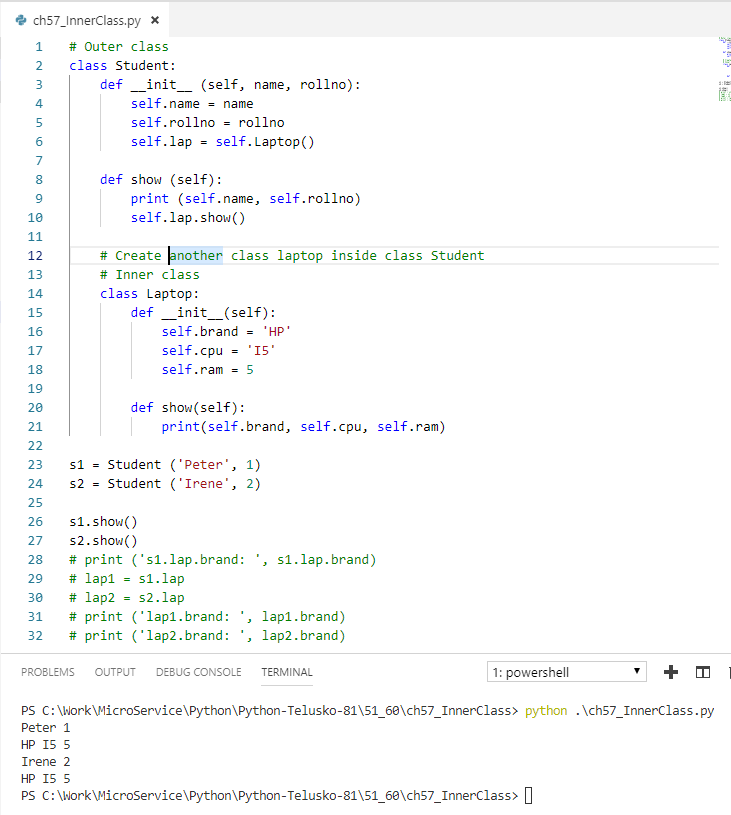 ch57_InnerClass.py ×
1 # Outer class
2 class Student:
3     def __init__ (self, name, rollno):
4         self.name = name
5         self.rollno = rollno
6         self.lap = self.Laptop()
7
8     def show (self):
9         print (self.name, self.rollno)
10         self.lap.show()
11
12     # Create another class laptop inside class Student
13     # Inner class
14     class Laptop:
15         def __init__(self):
16             self.brand = 'HP'
17             self.cpu = 'I5'
18             self.ram = 5
19
20         def show(self):
21             print(self.brand, self.cpu, self.ram)
22
23 s1 = Student ('Peter', 1)
24 s2 = Student ('Irene', 2)
25
26 s1.show()
27 s2.show()
28 # print ('s1.lap.brand: ', s1.lap.brand)
29 # lap1 = s1.lap
30 # lap2 = s2.lap
31 # print ('lap1.brand: ', lap1.brand)
32 # print ('lap2.brand: ', lap2.brand)
PROBLEMS OUTPUT DEBUG CONSOLE TERMINAL 1: powershell
PS C:\Work\MicroService\Python\Python-Telusko-81\51_60\ch57_InnerClass> python .\ch57_InnerClass.py
Peter 1
HP I5 5
Irene 2
HP I5 5
PS C:\Work\MicroService\Python\Python-Telusko-81\51_60\ch57_InnerClass>